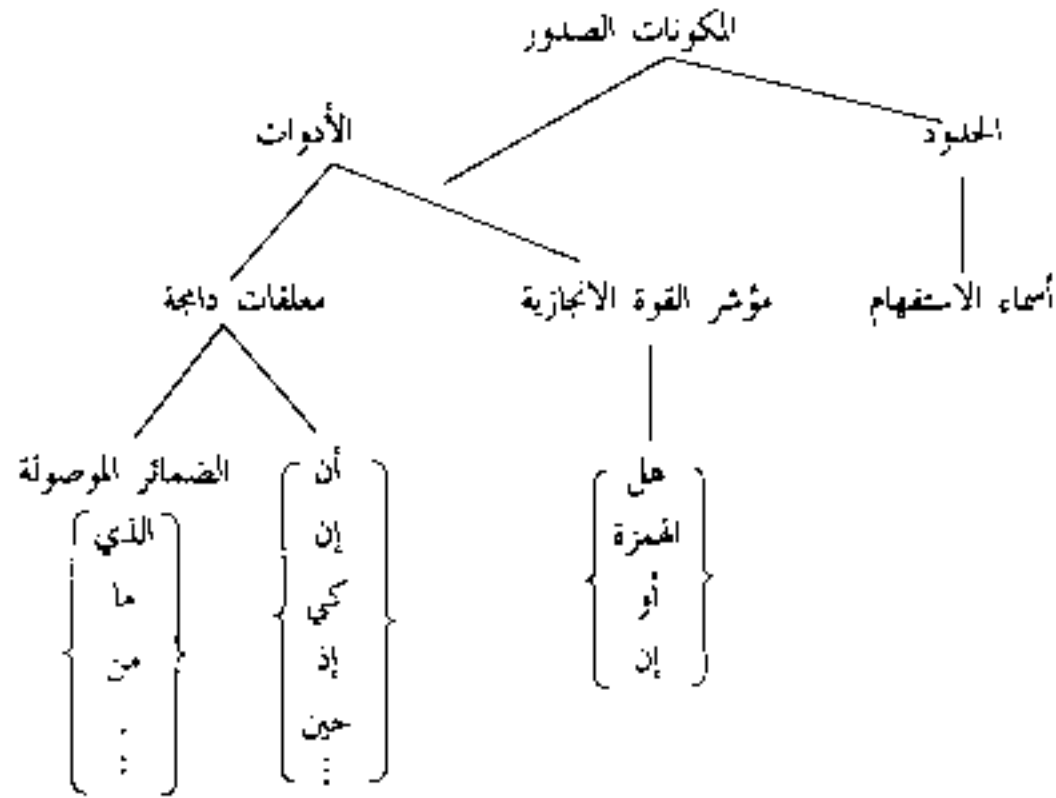 المكونات الصدور
الحدود
الأدوات
أسماء الاستفهام
مؤشر القوة الانجازية
معلقات دامجة
هل
الهمزة
أو
إن
أن
إن
كي
إذ
حين
⋮
الضمائر الموصولة
الذي
ما
من
⋮